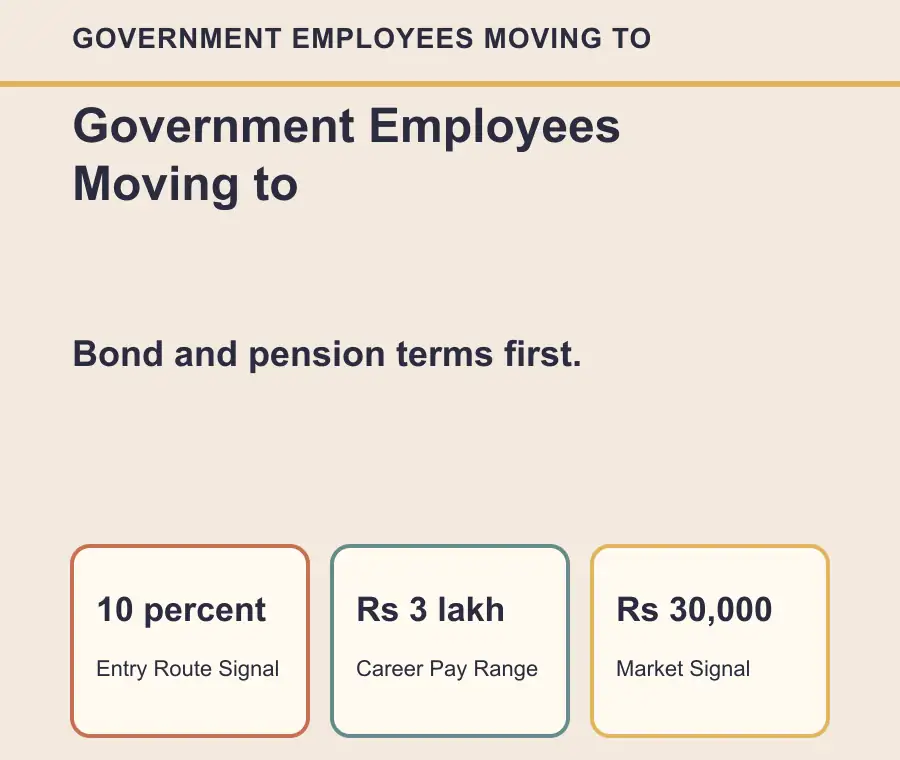 GOVERNMENT EMPLOYEES MOVING TO
Government Employees
Moving to
Bond and pension terms first.
10 percent
Entry Route Signal
Rs 3 lakh
Career Pay Range
Rs 30,000
Market Signal